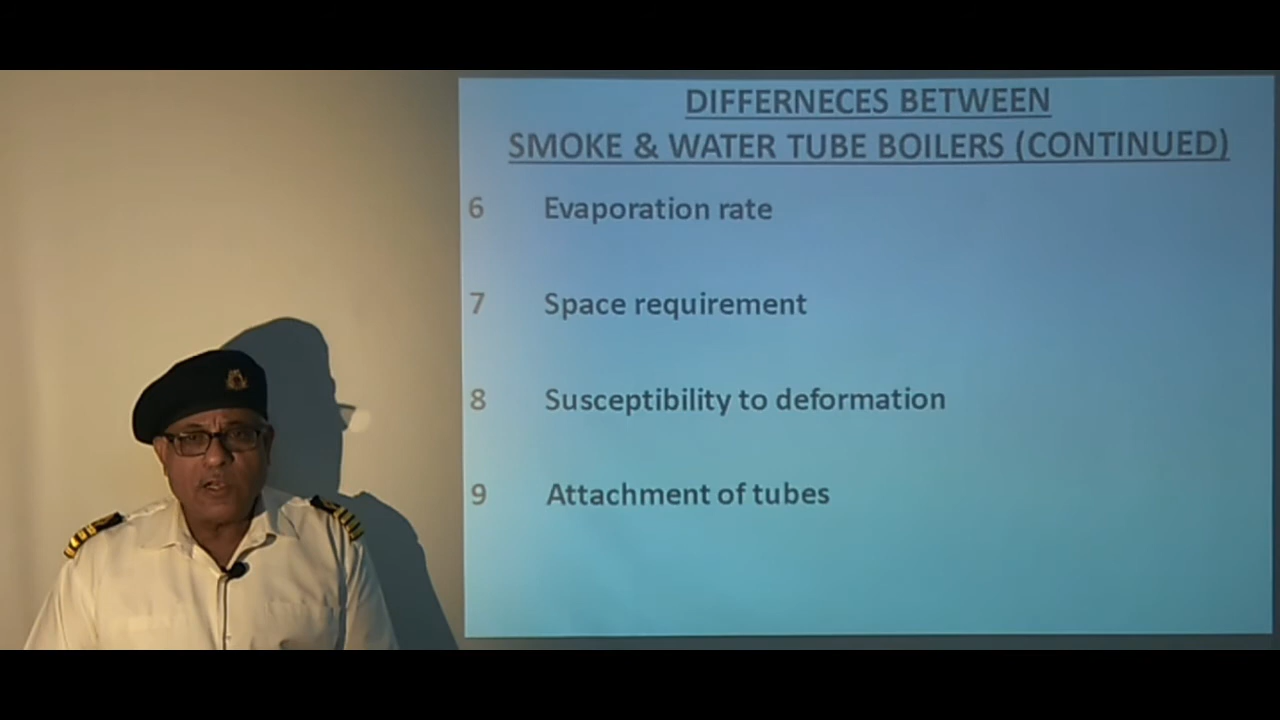 DIFFERNECES BETWEEN
SMOKE & WATER TUBE BOILERS (CONTINUED)
6 Evaporation rate
7 Space requirement
8 Susceptibility to deformation
9 Attachment of tubes